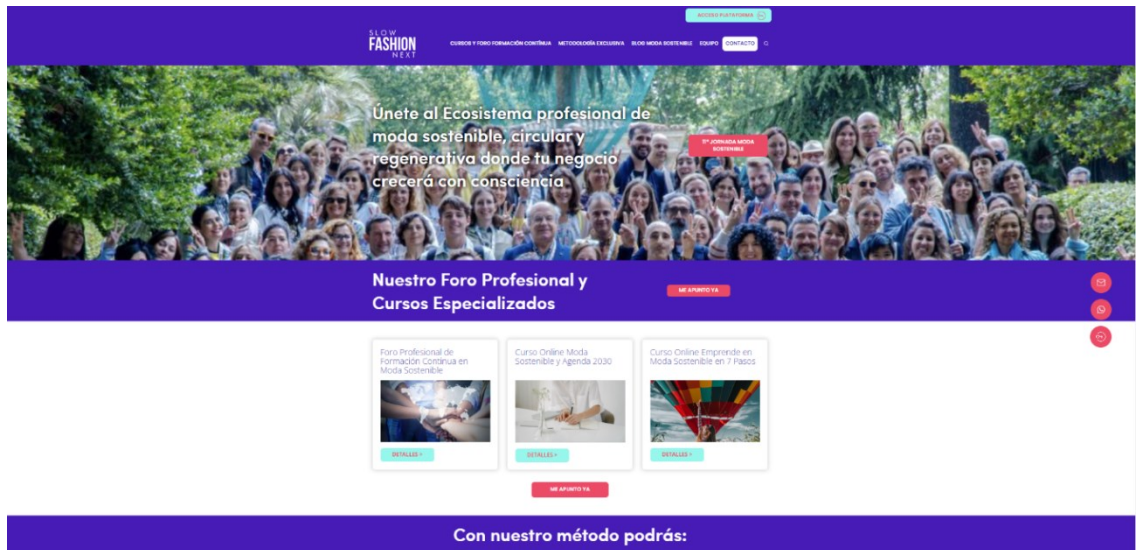 ACCESO PLATAFORMA
SLOW
FASHION
NEXT
CURSOS Y FORO FORMACIÓN CONTÍNUA METODOLOGÍA EXCLUSIVA BLOG MODA SOSTENIBLE EQUIPO CONTACTO
Únete al Ecosistema profesional de
moda sostenible, circular y
regenerativa donde tu negocio
crecerá con consciencia
11ª JORNADA MODA
SOSTENIBLE
Nuestro Foro Profesional y
Cursos Especializados
ME APUNTO YA
Foro Profesional de
Formación Continua en
Moda Sostenible
DETALLES +
Curso Online Moda
Sostenible y Agenda 2030
DETALLES +
Curso Online Emprende en
Moda Sostenible en 7 Pasos
DETALLES +
ME APUNTO YA
Con nuestro método podrás: